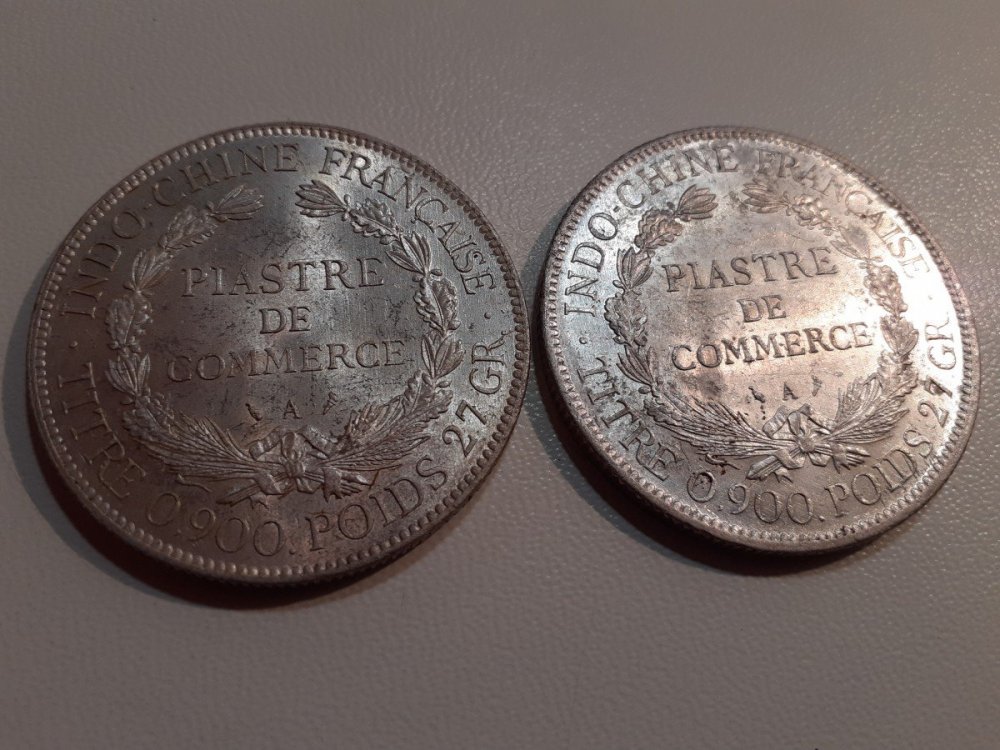 INDO-CHINE FRANÇAISE ·
PIASTRE
DE
COMMERCE
A
· TITRE 0,900. POIDS 27 GR ·
INDO-CHINE FRANÇAISE ·
PIASTRE
DE
COMMERCE
A
· TITRE 0,900. POIDS 27 GR ·